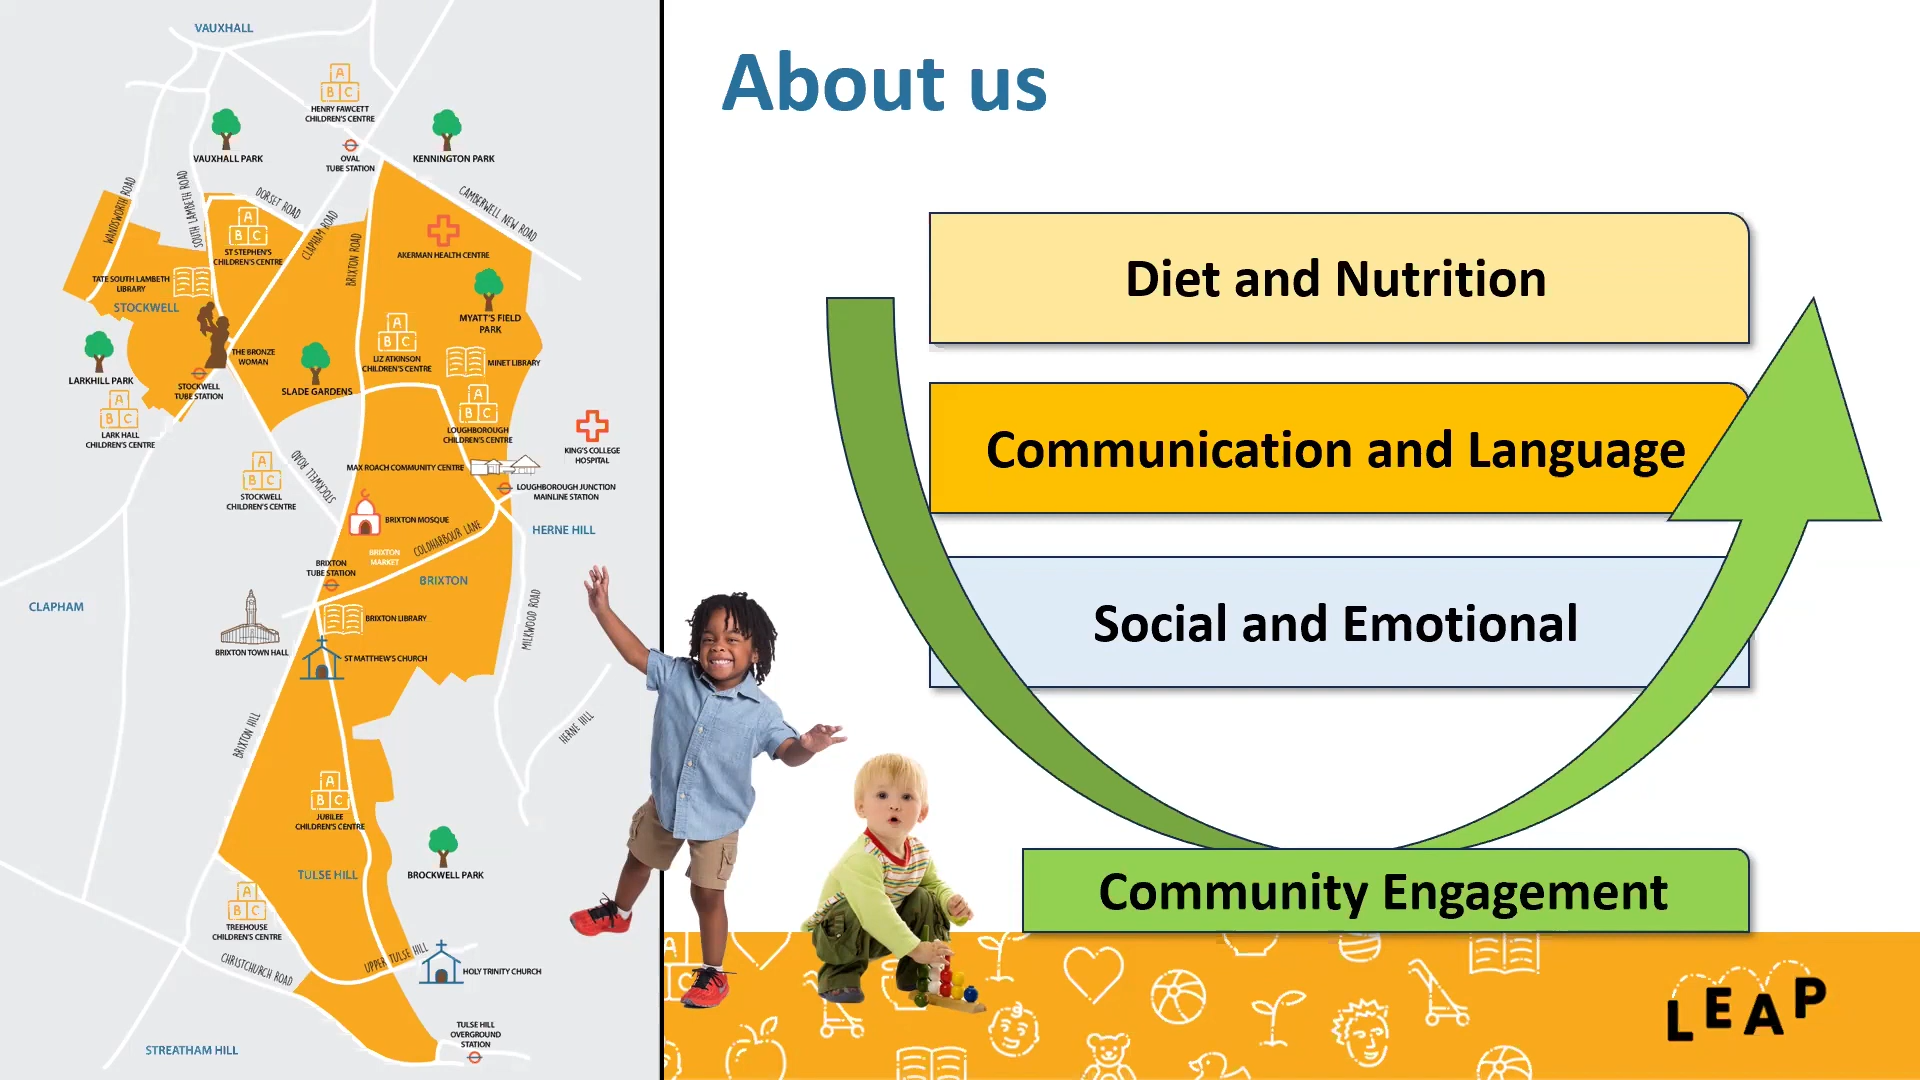 VAUXHALL
A
B C
HENRY FAWCETT
CHILDREN'S CENTRE
VAUXHALL PARK
OVAL
TUBE STATION
KENNINGTON PARK
WANDSWORTH ROAD
SOUTH LAMBETH ROAD
DORSET ROAD
CLAPHAM ROAD
BRIXTON ROAD
CAMBERWELL NEW ROAD
A
B C
ST STEPHEN'S
CHILDREN'S CENTRE
AKERMAN HEALTH CENTRE
TATE SOUTH LAMBETH
LIBRARY
STOCKWELL
MYATT'S FIELD
PARK
THE BRONZE
WOMAN
A
B C
LIZ ATKINSON
CHILDREN'S CENTRE
MINET LIBRARY
LARKHILL PARK
STOCKWELL
TUBE STATION
SLADE GARDENS
A
B C
LARK HALL
CHILDREN'S CENTRE
A
B C
LOUGHBOROUGH
CHILDREN'S CENTRE
KING'S COLLEGE
HOSPITAL
STOCKWELL ROAD
MAX ROACH COMMUNITY CENTRE
A
B C
STOCKWELL
CHILDREN'S CENTRE
LOUGHBOROUGH JUNCTION
MAINLINE STATION
BRIXTON MOSQUE
COLDHARBOUR LANE
HERNE HILL
BRIXTON
MARKET
BRIXTON
TUBE STATION
BRIXTON
CLAPHAM
BRIXTON LIBRARY
MILKWOOD ROAD
BRIXTON TOWN HALL
ST MATTHEW'S CHURCH
BRIXTON HILL
HERNE HILL
A
B C
JUBILEE
CHILDREN'S CENTRE
TULSE HILL
BROCKWELL PARK
A
B C
TREEHOUSE
CHILDREN'S CENTRE
CHRISTCHURCH ROAD
UPPER TULSE HILL
HOLY TRINITY CHURCH
TULSE HILL
OVERGROUND
STATION
STREATHAM HILL
About us
Diet and Nutrition
Communication and Language
Social and Emotional
Community Engagement
LEAP